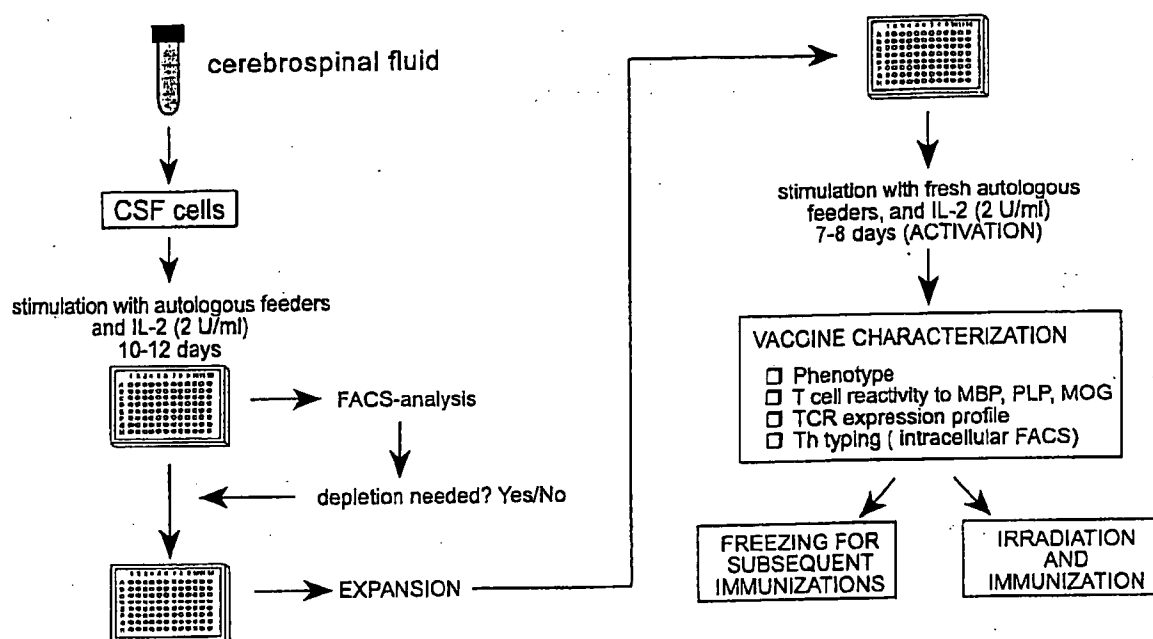 cerebrospinal fluid
CSF cells
stimulation with autologous feeders
and IL-2 (2 U/ml)
10-12 days
FACS-analysis
depletion needed? Yes/No
EXPANSION
stimulation with fresh autologous
feeders, and IL-2 (2 U/ml)
7-8 days (ACTIVATION)
VACCINE CHARACTERIZATION
Phenotype
T cell reactivity to MBP, PLP, MOG
TCR expression profile
Th typing ( intracellular FACS)
FREEZING FOR
SUBSEQUENT
IMMUNIZATIONS
IRRADIATION
AND
IMMUNIZATION